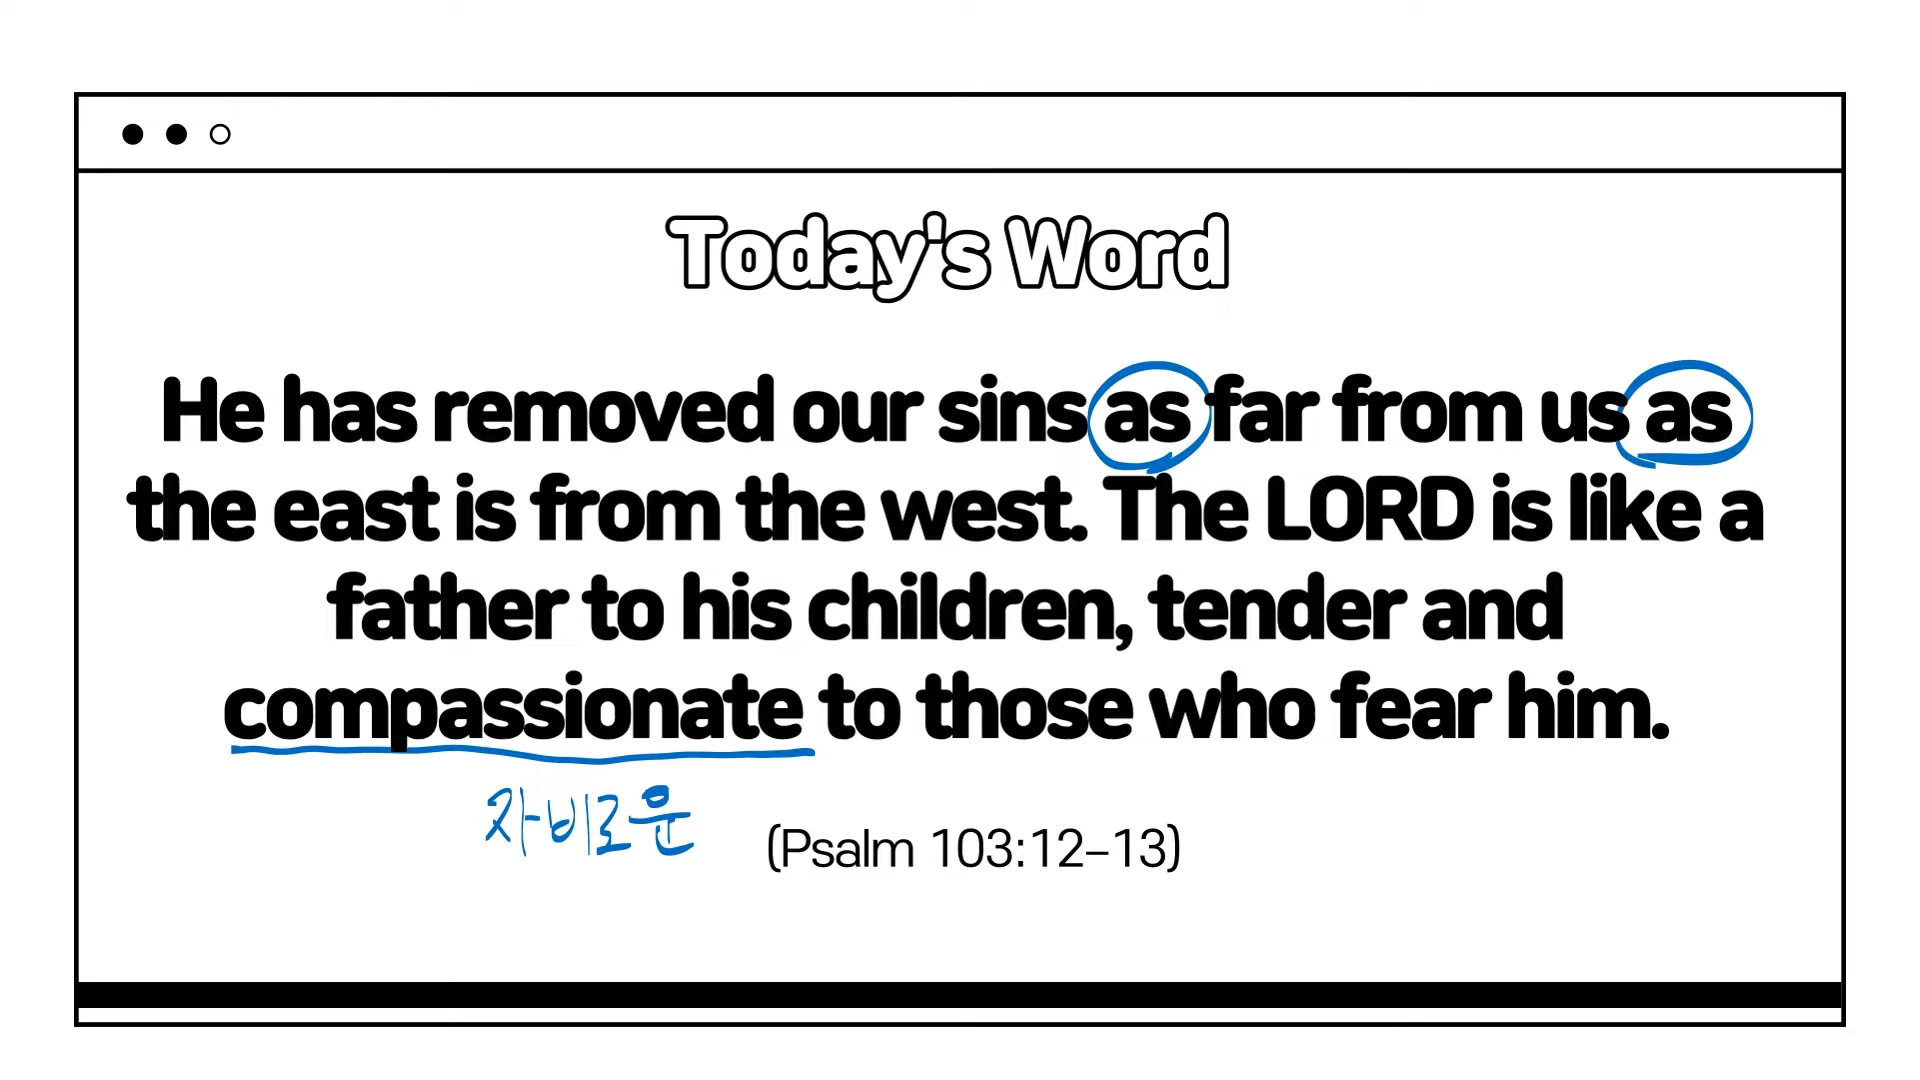 Today's Word
He has removed our sins as far from us as
the east is from the west. The LORD is like a
father to his children, tender and
compassionate to those who fear him.
자비로운
(Psalm 103:12–13)